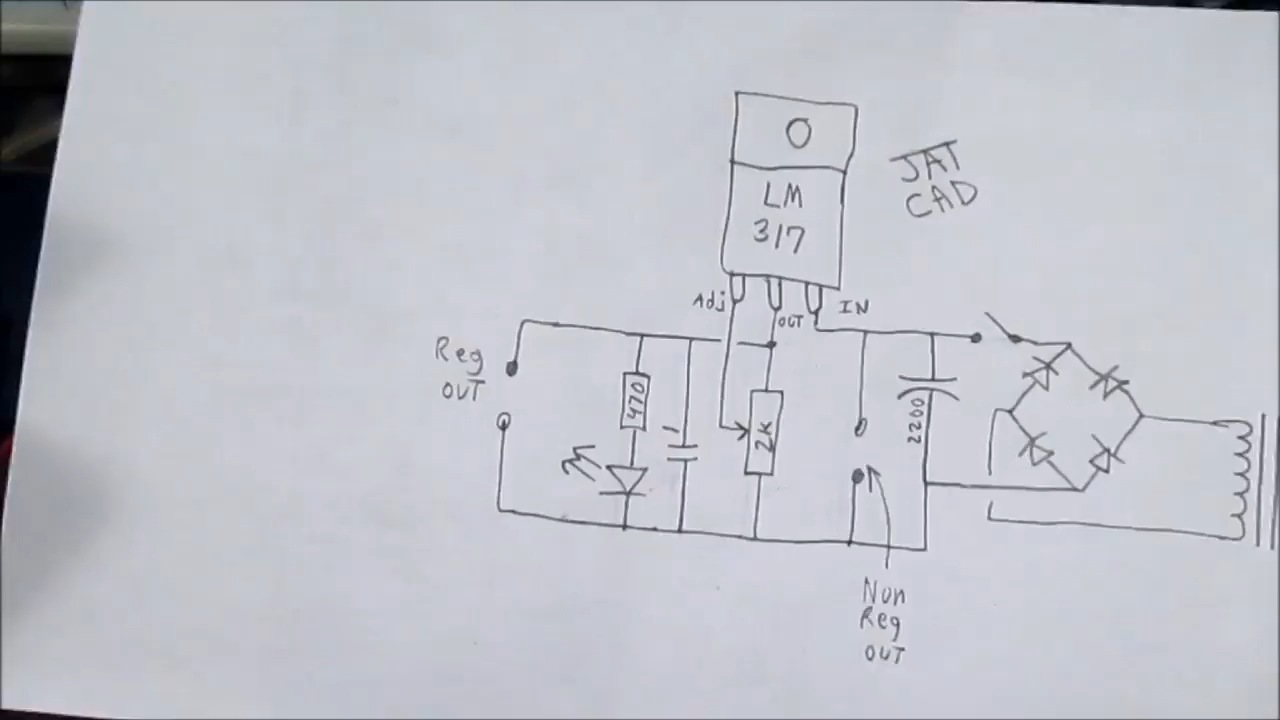 JAT
CAD
LM
317
Adj
OUT
IN
Reg
OUT
470
2K
2200
Non
Reg
OUT